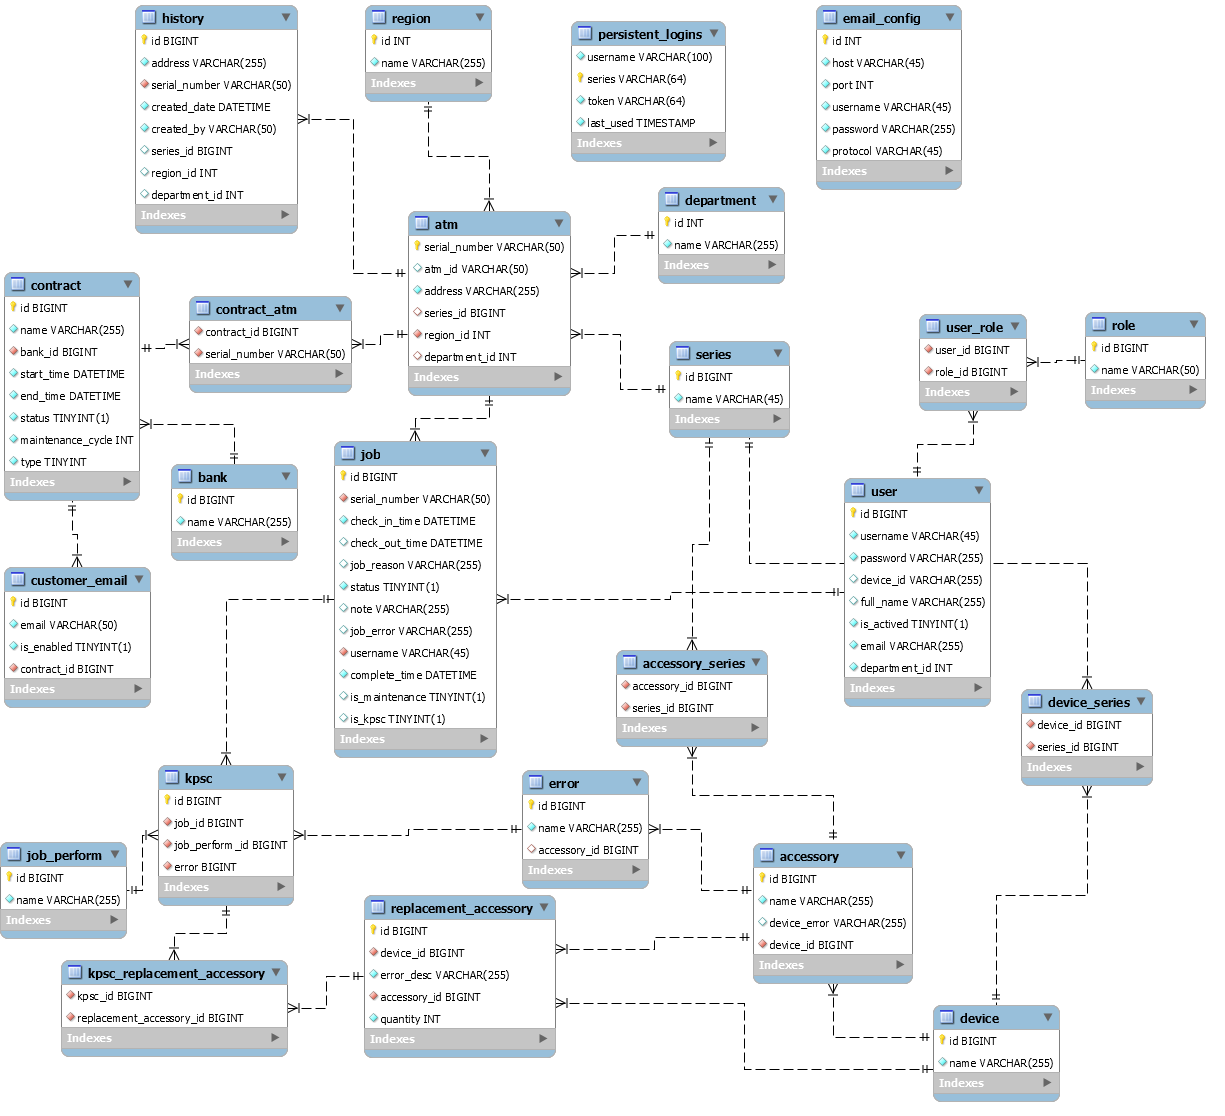 history
id BIGINT
address VARCHAR(255)
serial_number VARCHAR(50)
created_date DATETIME
created_by VARCHAR(50)
series_id BIGINT
region_id INT
department_id INT
Indexes
region
id INT
name VARCHAR(255)
Indexes
persistent_logins
username VARCHAR(100)
series VARCHAR(64)
token VARCHAR(64)
last_used TIMESTAMP
Indexes
email_config
id INT
host VARCHAR(45)
port INT
username VARCHAR(45)
password VARCHAR(255)
protocol VARCHAR(45)
Indexes
department
id INT
name VARCHAR(255)
Indexes
atm
serial_number VARCHAR(50)
atm_id VARCHAR(50)
address VARCHAR(255)
series_id BIGINT
region_id INT
department_id INT
Indexes
contract
id BIGINT
name VARCHAR(255)
bank_id BIGINT
start_time DATETIME
end_time DATETIME
status TINYINT(1)
maintenance_cycle INT
type TINYINT
Indexes
contract_atm
contract_id BIGINT
serial_number VARCHAR(50)
Indexes
series
id BIGINT
name VARCHAR(45)
Indexes
user_role
user_id BIGINT
role_id BIGINT
Indexes
role
id BIGINT
name VARCHAR(50)
Indexes
bank
id BIGINT
name VARCHAR(255)
Indexes
job
id BIGINT
serial_number VARCHAR(50)
check_in_time DATETIME
check_out_time DATETIME
job_reason VARCHAR(255)
status TINYINT(1)
note VARCHAR(255)
job_error VARCHAR(255)
username VARCHAR(45)
complete_time DATETIME
is_maintenance TINYINT(1)
is_kpsc TINYINT(1)
Indexes
user
id BIGINT
username VARCHAR(45)
password VARCHAR(255)
device_id VARCHAR(255)
full_name VARCHAR(255)
is_actived TINYINT(1)
email VARCHAR(255)
department_id INT
Indexes
customer_email
id BIGINT
email VARCHAR(50)
is_enabled TINYINT(1)
contract_id BIGINT
Indexes
accessory_series
accessory_id BIGINT
series_id BIGINT
Indexes
device_series
device_id BIGINT
series_id BIGINT
Indexes
kpsc
id BIGINT
job_id BIGINT
job_perform _id BIGINT
error BIGINT
Indexes
error
id BIGINT
name VARCHAR(255)
accessory_id BIGINT
Indexes
job_perform
id BIGINT
name VARCHAR(255)
Indexes
accessory
id BIGINT
name VARCHAR(255)
device_error VARCHAR(255)
device_id BIGINT
Indexes
replacement_accessory
id BIGINT
device_id BIGINT
error_desc VARCHAR(255)
accessory_id BIGINT
quantity INT
Indexes
kpsc_replacement_accessory
kpsc_id BIGINT
replacement_accessory_id BIGINT
Indexes
device
id BIGINT
name VARCHAR(255)
Indexes